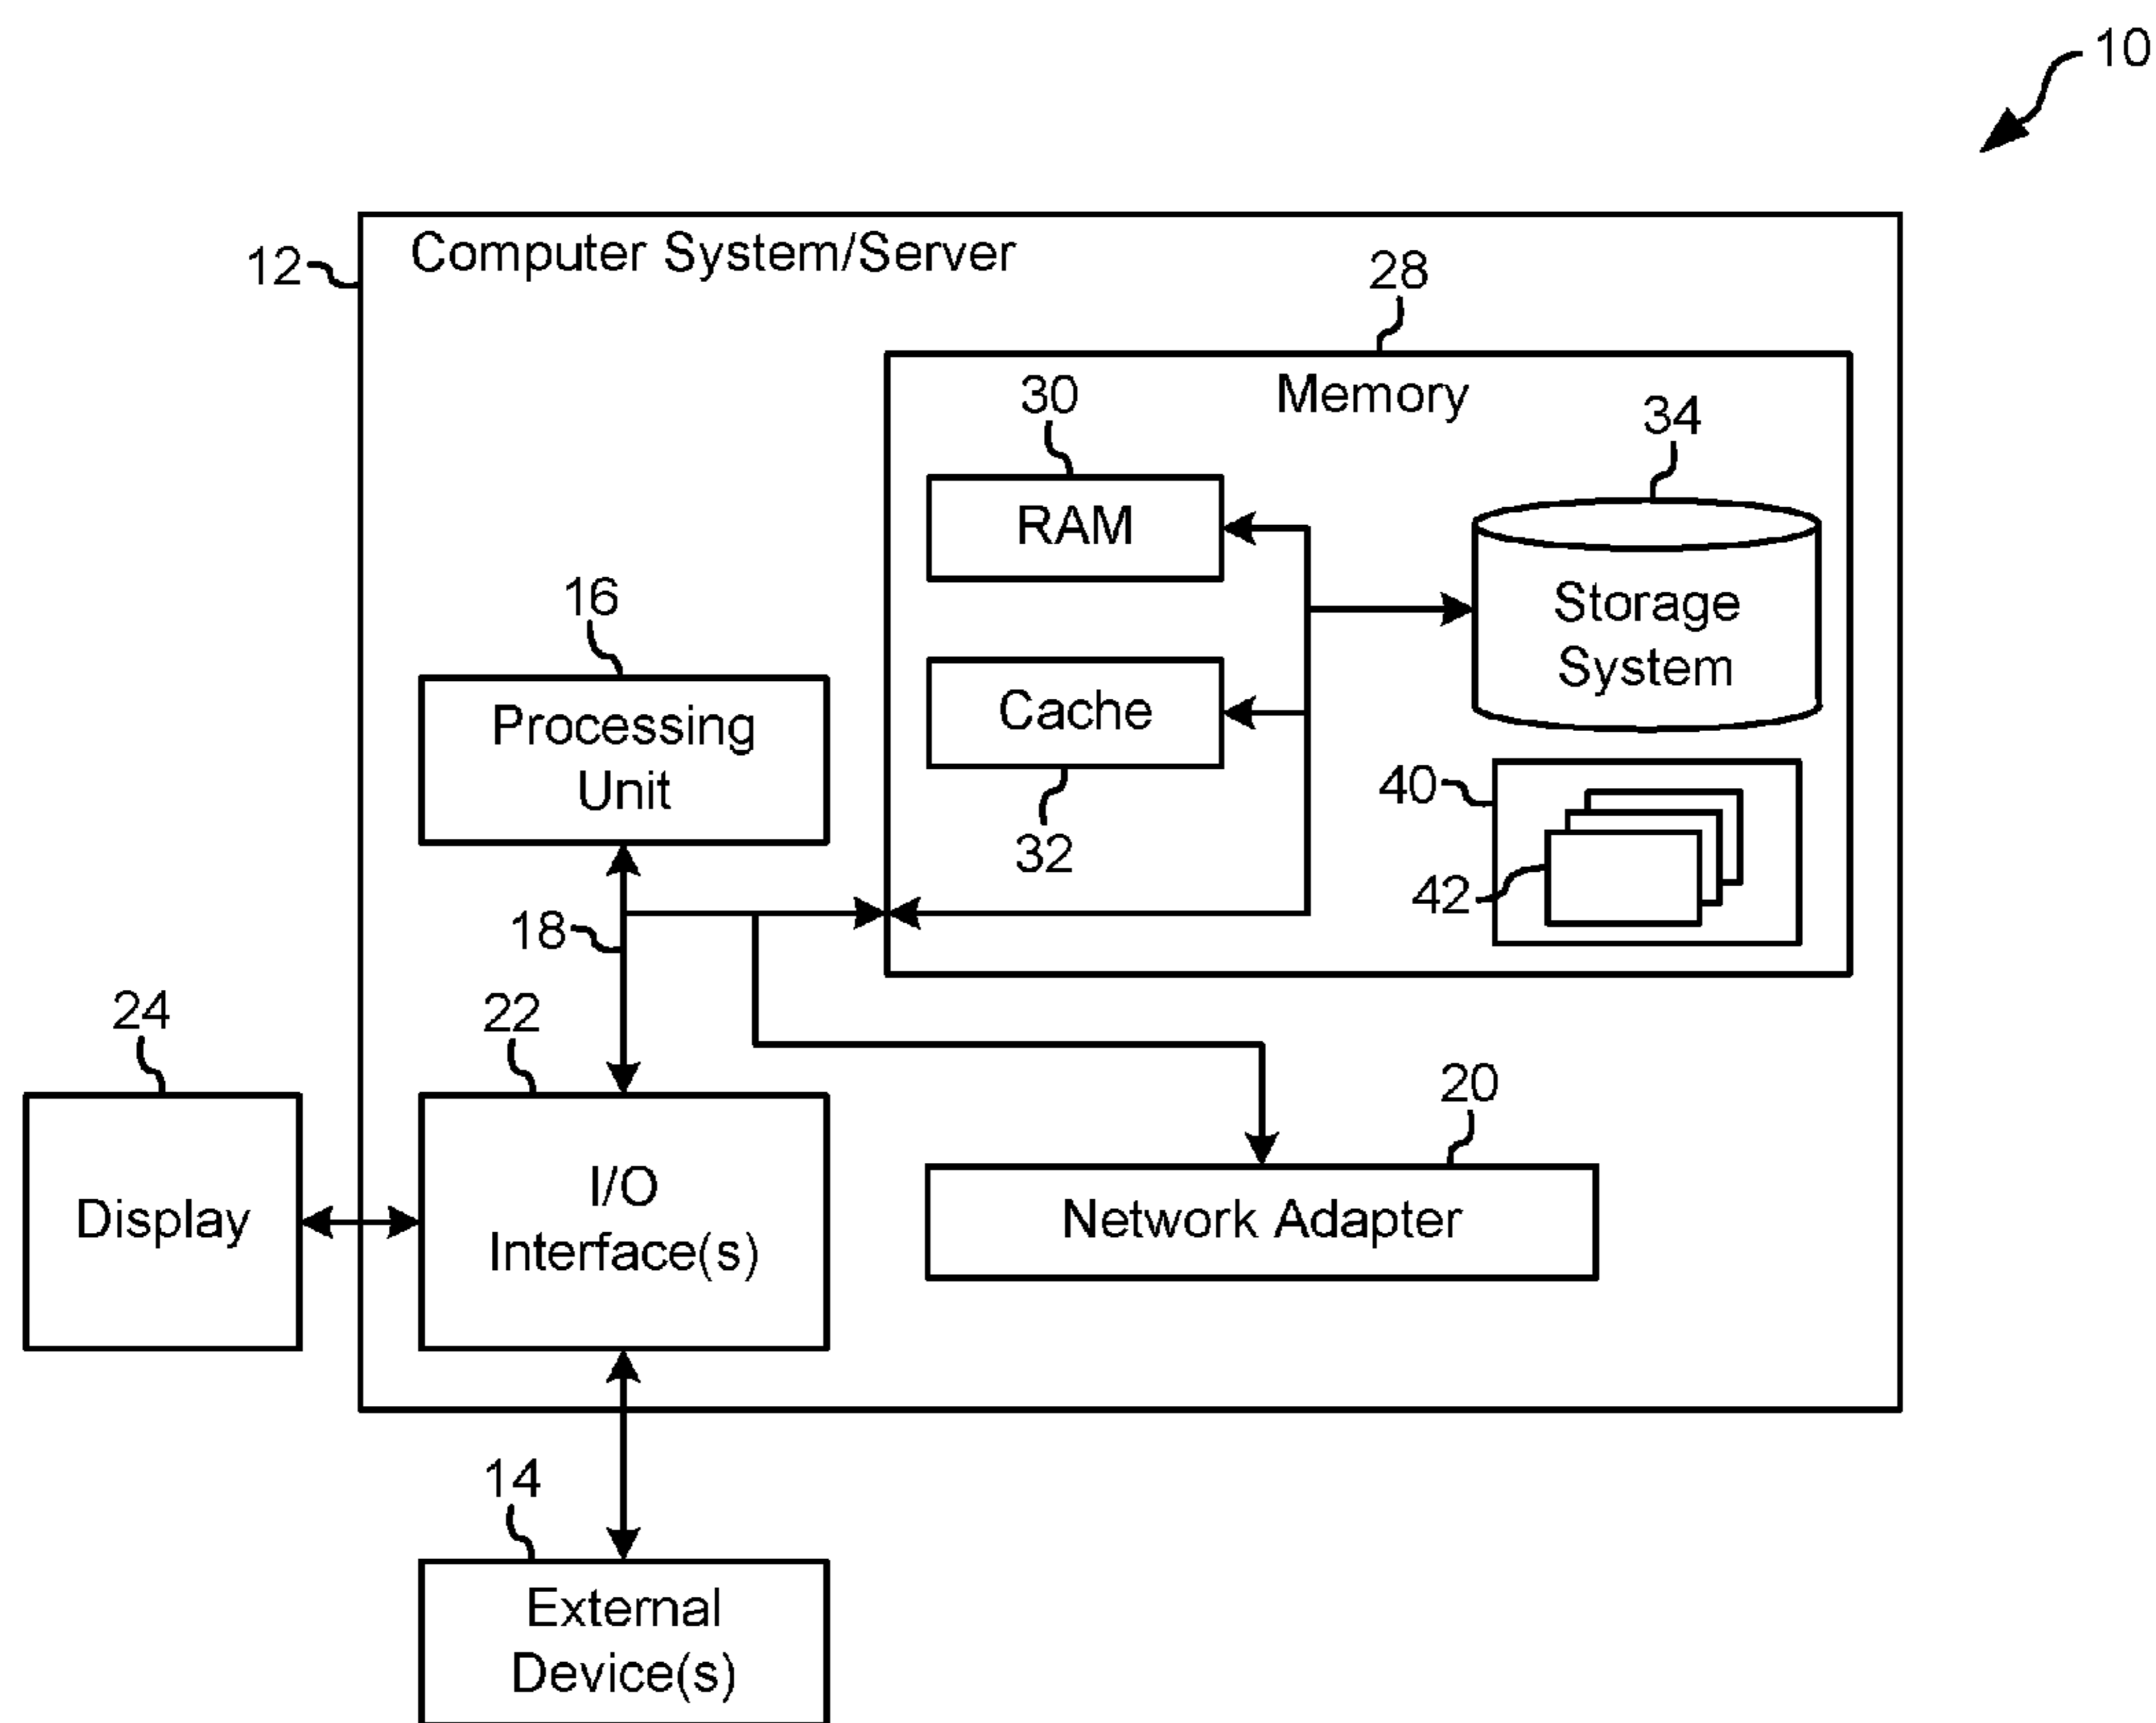 10
12
Computer System/Server
28
Memory
30
34
RAM
Storage
System
16
Processing
Unit
Cache
32
40
42
18
24
22
20
Display
I/O
Interface(s)
Network Adapter
14
External
Device(s)